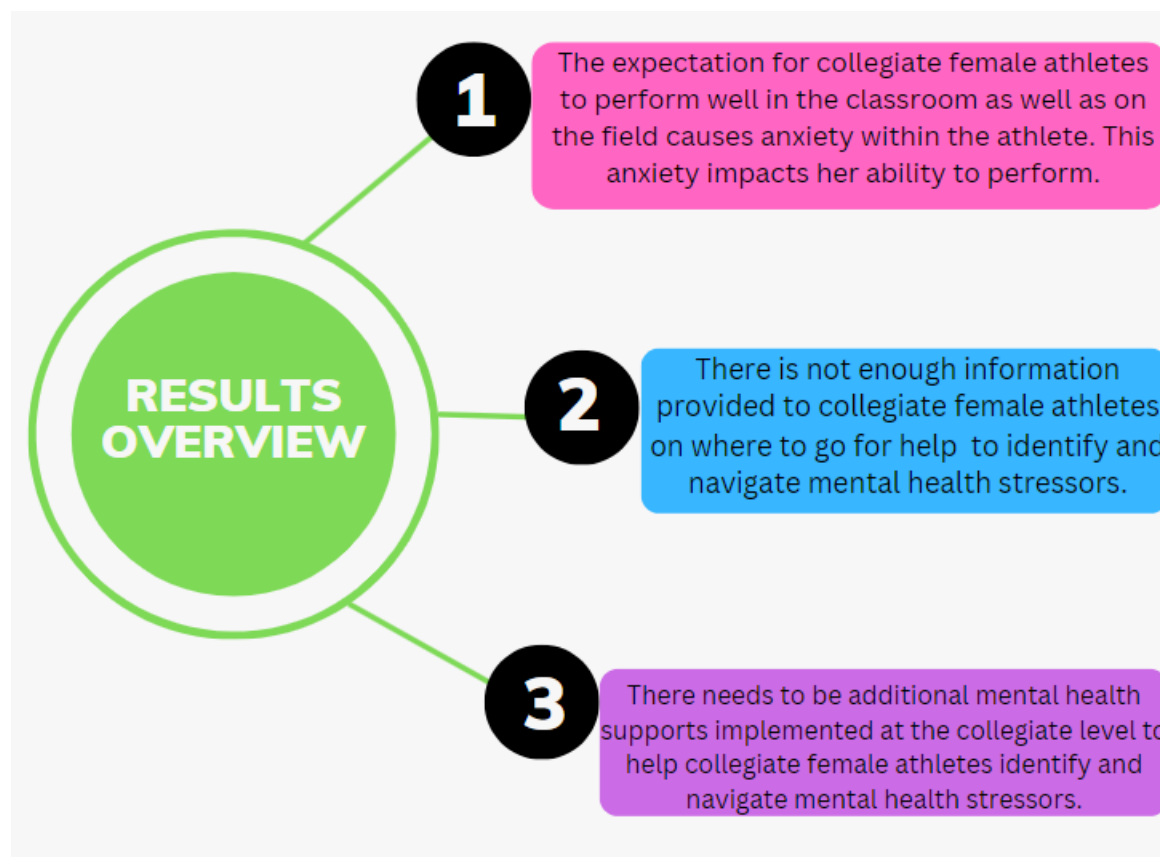 RESULTS
OVERVIEW
1
The expectation for collegiate female athletes
to perform well in the classroom as well as on
the field causes anxiety within the athlete. This
anxiety impacts her ability to perform.
2
There is not enough information
provided to collegiate female athletes
on where to go for help  to identify and
navigate mental health stressors.
3
There needs to be additional mental health
supports implemented at the collegiate level to
help collegiate female athletes identify and
navigate mental health stressors.